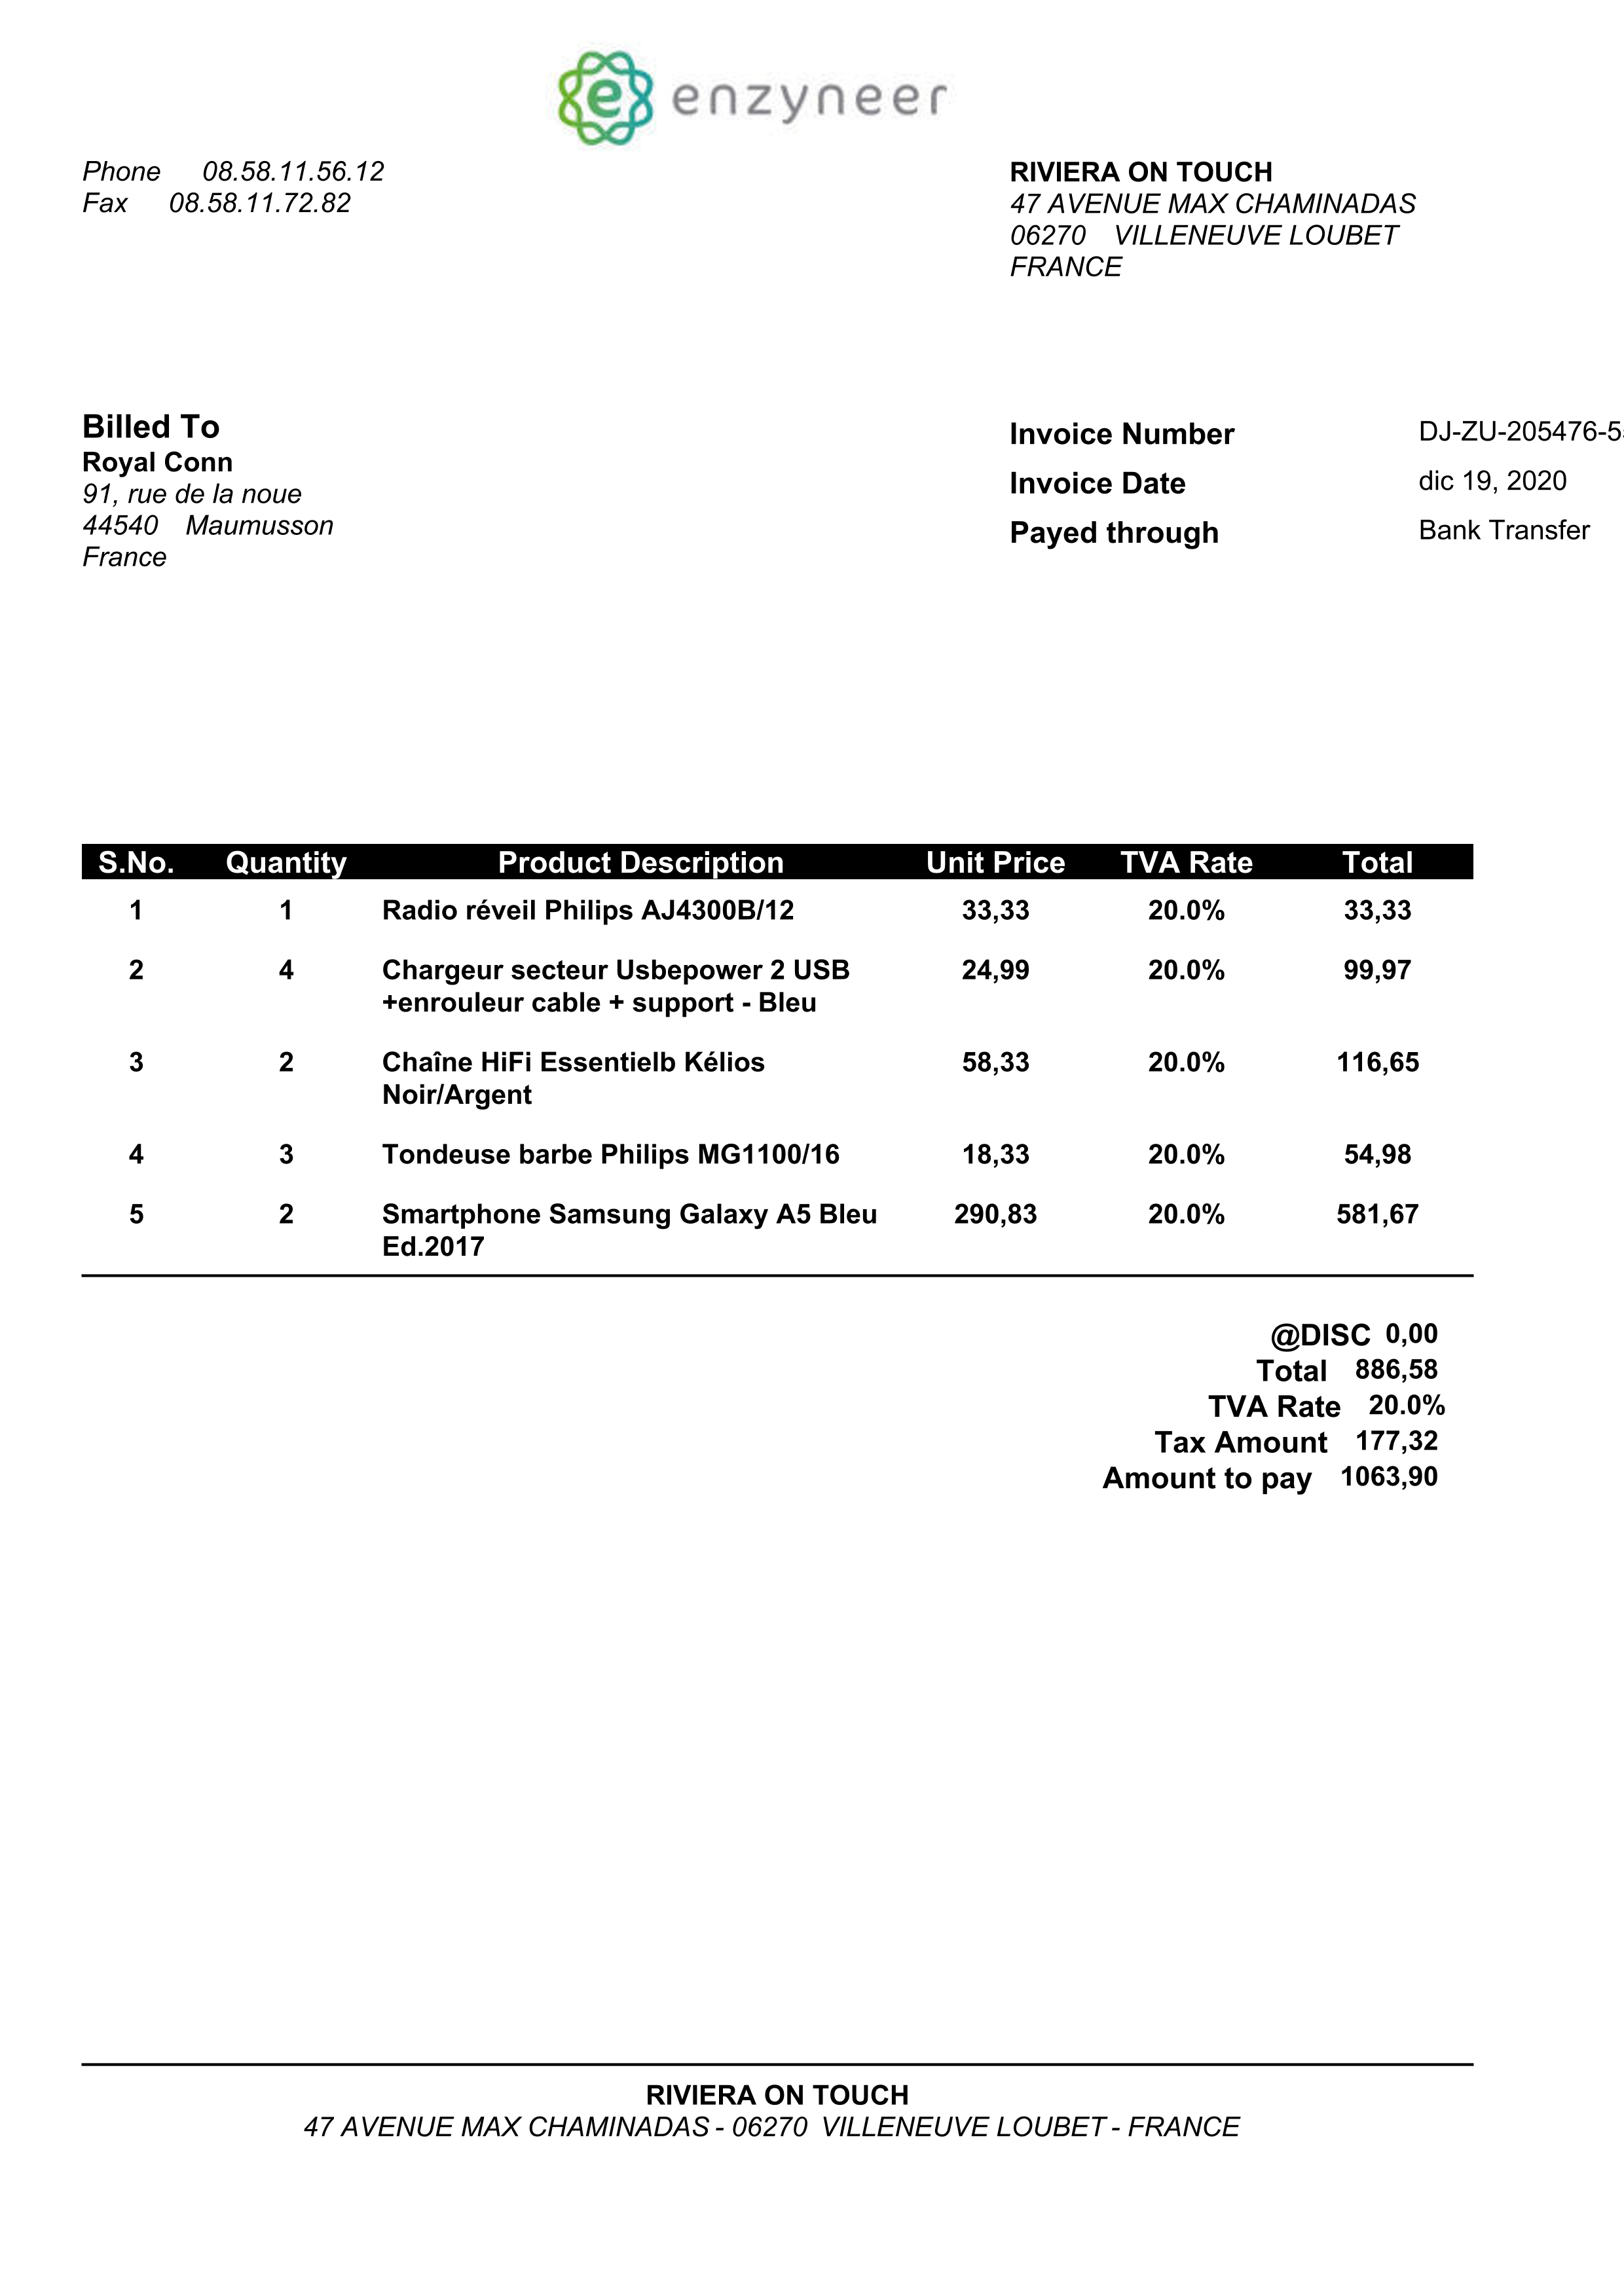 enzyneer
Phone 08.58.11.56.12
Fax 08.58.11.72.82
RIVIERA ON TOUCH
47 AVENUE MAX CHAMINADAS
06270 VILLENEUVE LOUBET
FRANCE
Billed To
Royal Conn
91, rue de la noue
44540 Maumusson
France
Invoice Number DJ-ZU-205476-5
Invoice Date dic 19, 2020
Payed through Bank Transfer
S.No. Quantity Product Description Unit Price TVA Rate Total
1 1 Radio réveil Philips AJ4300B/12 33,33 20.0% 33,33
2 4 Chargeur secteur Usbepower 2 USB 24,99 20.0% 99,97
+enrouleur cable + support - Bleu
3 2 Chaîne HiFi Essentielb Kélios 58,33 20.0% 116,65
Noir/Argent
4 3 Tondeuse barbe Philips MG1100/16 18,33 20.0% 54,98
5 2 Smartphone Samsung Galaxy A5 Bleu 290,83 20.0% 581,67
Ed.2017
@DISC 0,00
Total 886,58
TVA Rate 20.0%
Tax Amount 177,32
Amount to pay 1063,90
RIVIERA ON TOUCH
47 AVENUE MAX CHAMINADAS - 06270 VILLENEUVE LOUBET - FRANCE